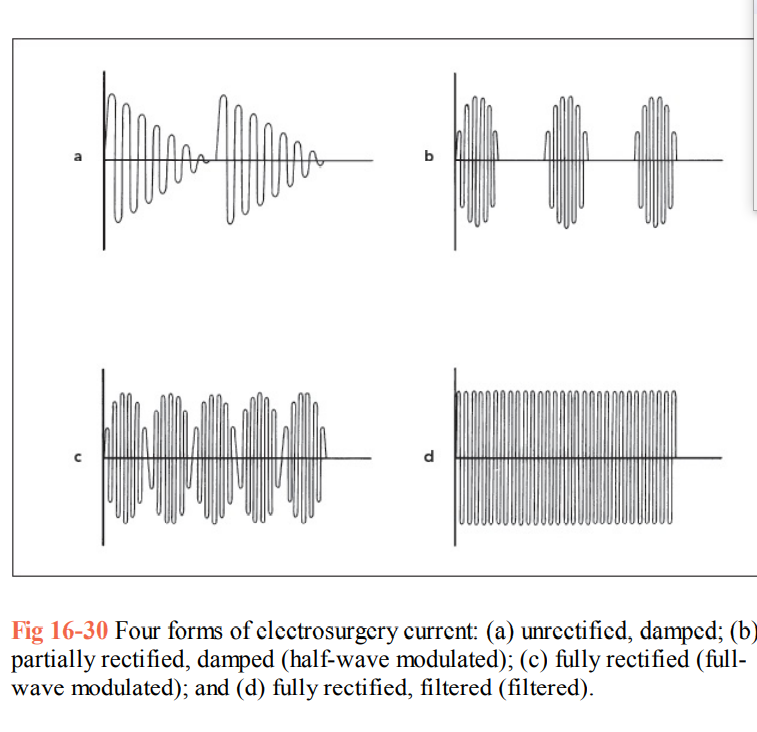 a
b
c
d
Fig 16-30 Four forms of electrosurgery current: (a) unrectified, damped; (b)
partially rectified, damped (half-wave modulated); (c) fully rectified (full-
wave modulated); and (d) fully rectified, filtered (filtered).